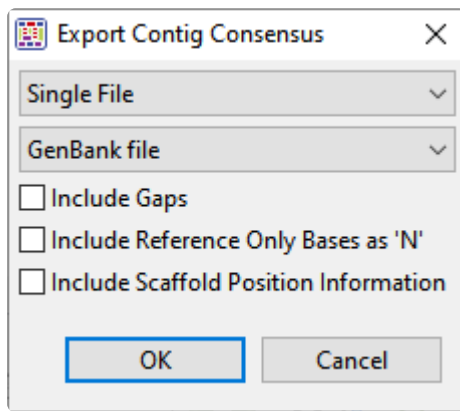 Export Contig Consensus
Single File
GenBank file
Include Gaps
Include Reference Only Bases as 'N'
Include Scaffold Position Information
OK Cancel